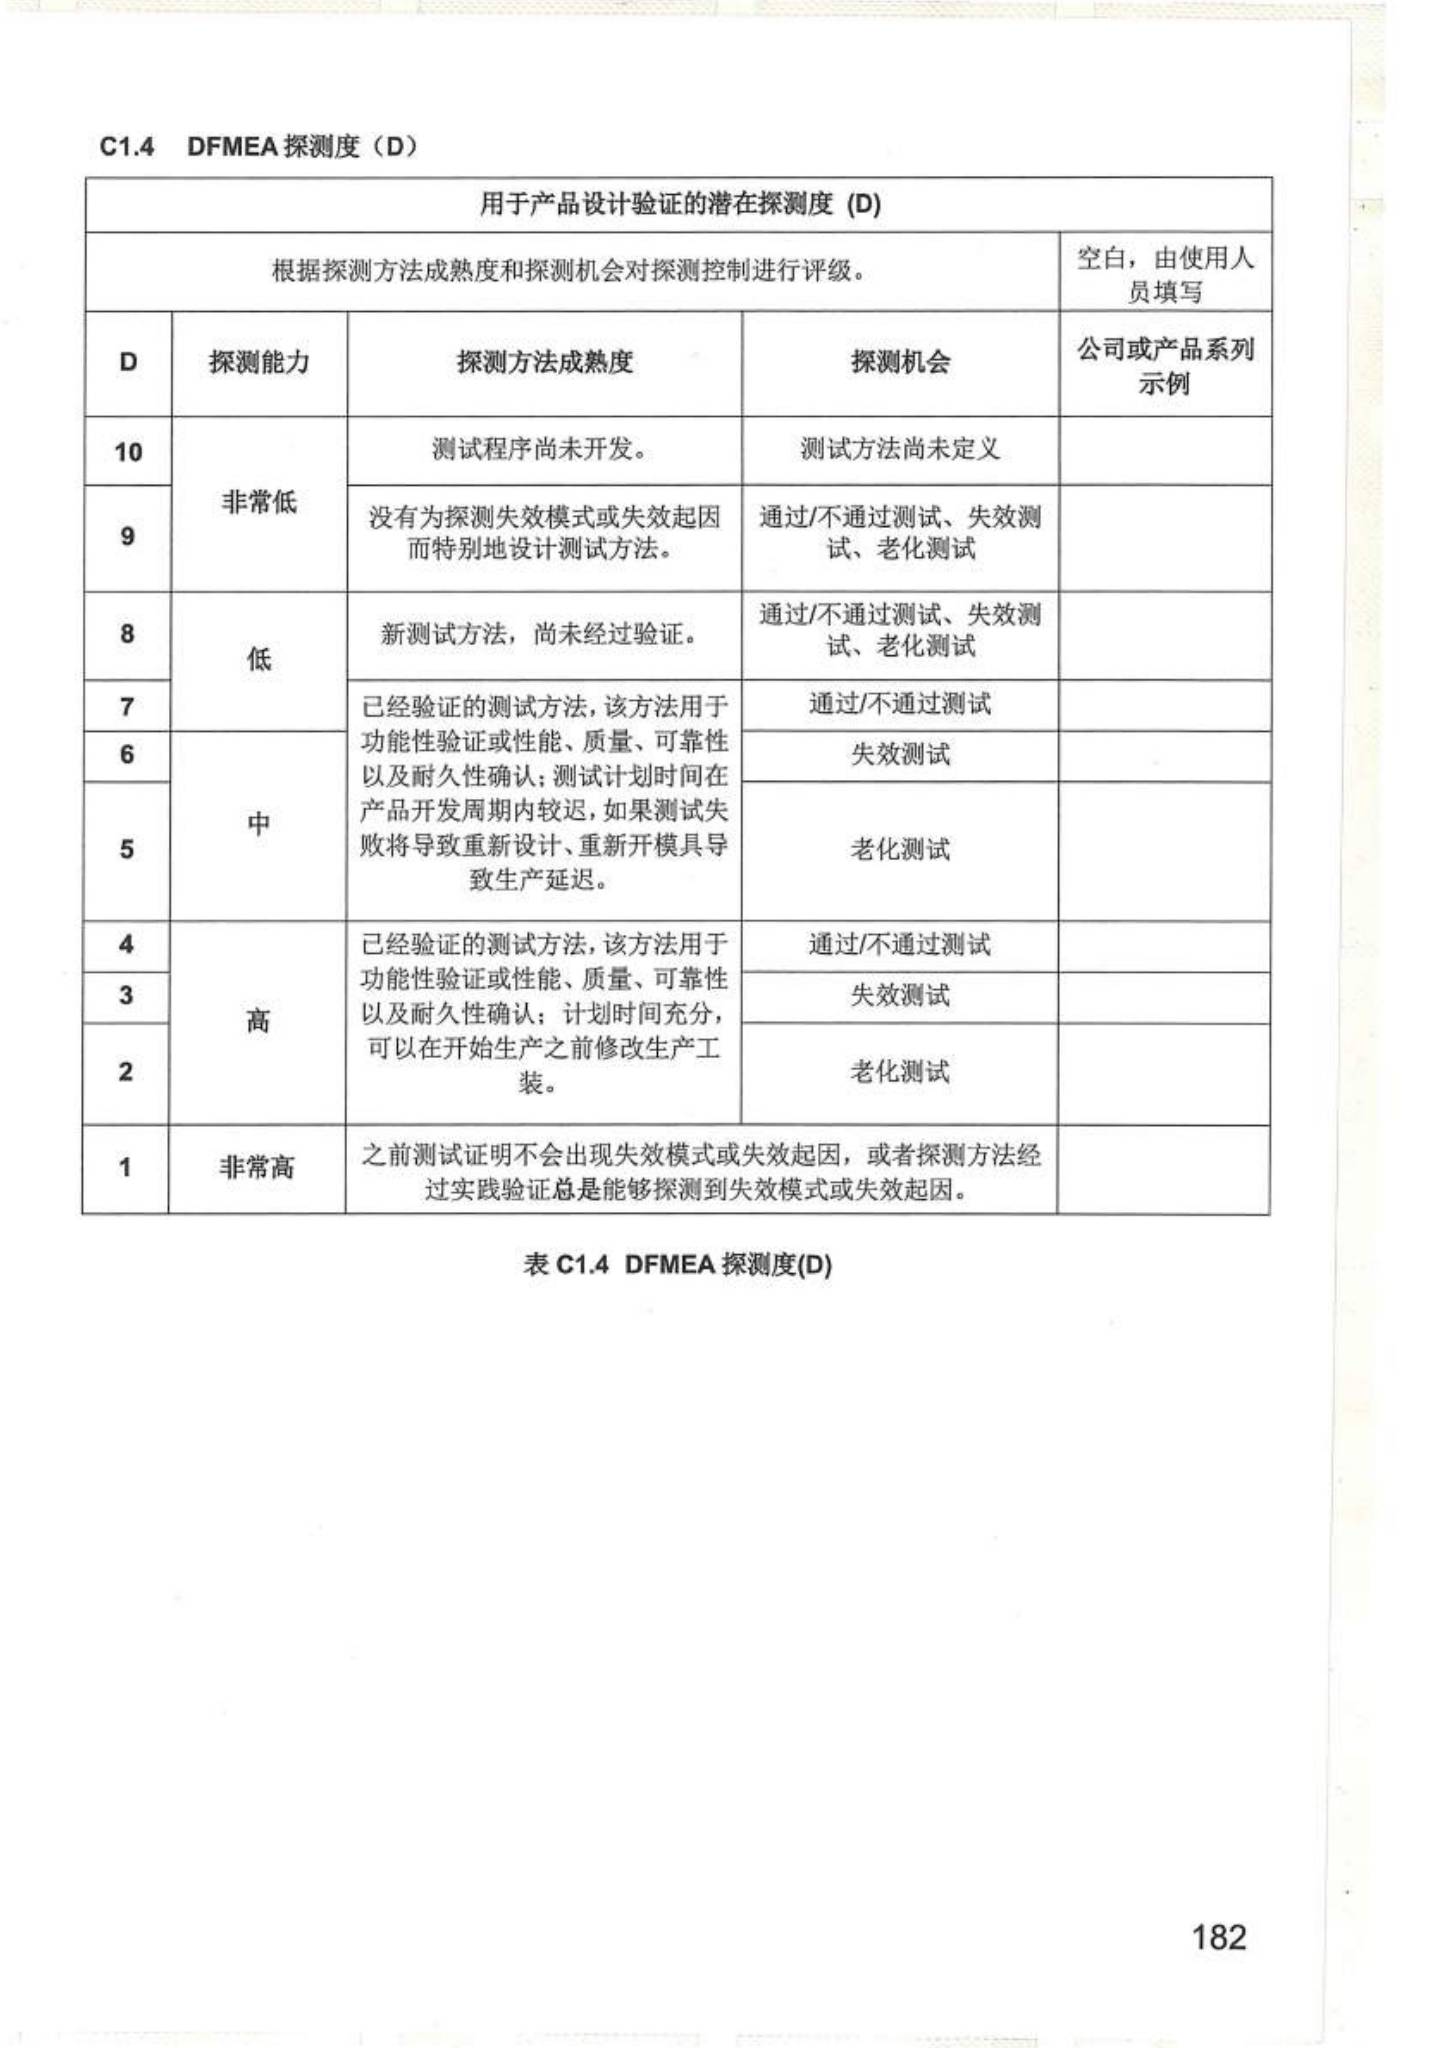 C1.4 DFMEA 探测度（D）
用于产品设计验证的潜在探测度 (D)
根据探测方法成熟度和探测机会对探测控制进行评级。
空白，由使用人
员填写
D
探测能力
探测方法成熟度
探测机会
公司或产品系列
示例
10
非常低
测试程序尚未开发。
测试方法尚未定义
9
没有为探测失效模式或失效起因
而特别地设计测试方法。
通过/不通过测试、失效测
试、老化测试
8
低
新测试方法，尚未经过验证。
通过/不通过测试、失效测
试、老化测试
7
已经验证的测试方法，该方法用于
功能性验证或性能、质量、可靠性
以及耐久性确认；测试计划时间在
产品开发周期内较迟，如果测试失
败将导致重新设计、重新开模具导
致生产延迟。
通过/不通过测试
6
中
失效测试
5
老化测试
4
高
已经验证的测试方法，该方法用于
功能性验证或性能、质量、可靠性
以及耐久性确认；计划时间充分，
可以在开始生产之前修改生产工
装。
通过/不通过测试
3
失效测试
2
老化测试
1
非常高
之前测试证明不会出现失效模式或失效起因，或者探测方法经
过实践验证总是能够探测到失效模式或失效起因。
表 C1.4 DFMEA 探测度(D)
182